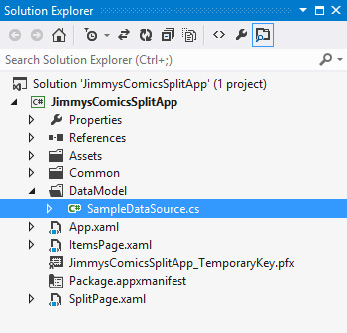 Solution Explorer
Search Solution Explorer (Ctrl+;)
Solution 'JimmysComicsSplitApp' (1 project)
C# JimmysComicsSplitApp
Properties
References
Assets
Common
DataModel
C# SampleDataSource.cs
App.xaml
ItemsPage.xaml
JimmysComicsSplitApp_TemporaryKey.pfx
Package.appxmanifest
SplitPage.xaml